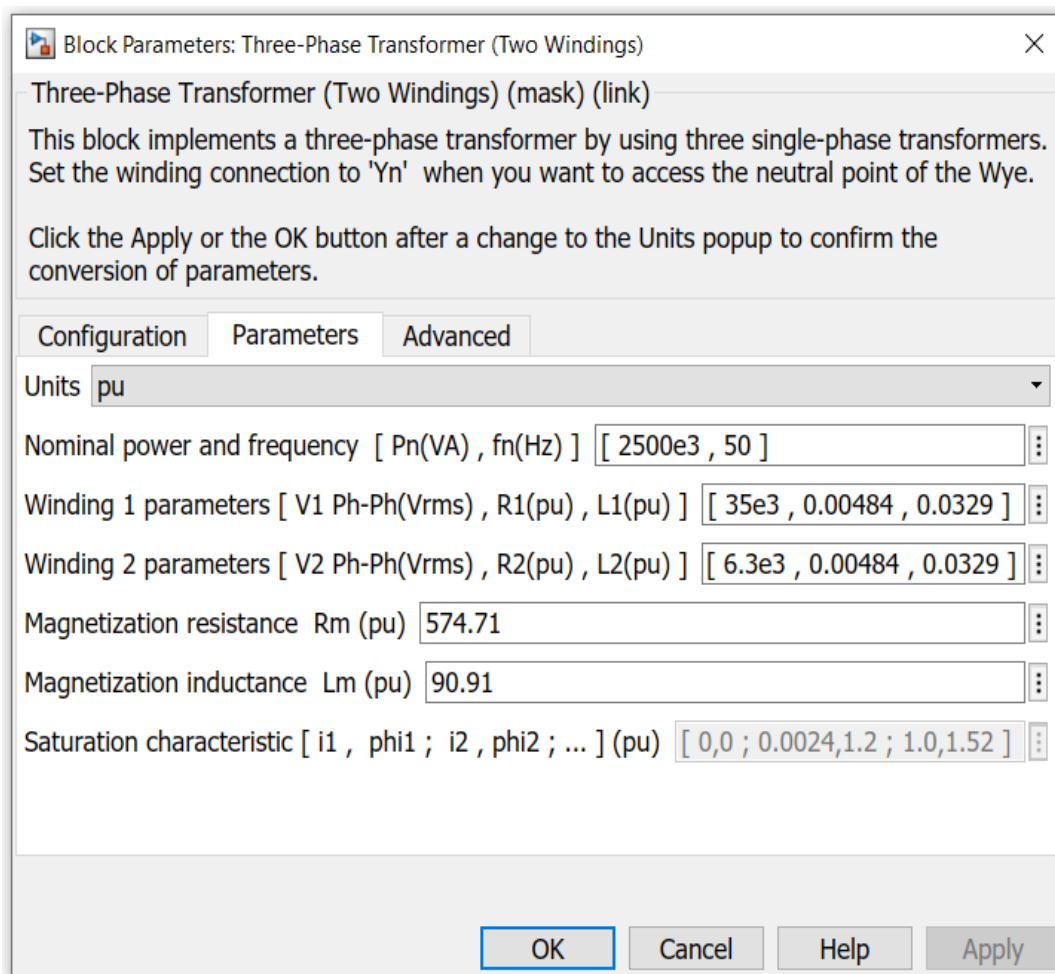 Block Parameters: Three-Phase Transformer (Two Windings)
Three-Phase Transformer (Two Windings) (mask) (link)
This block implements a three-phase transformer by using three single-phase transformers.
Set the winding connection to 'Yn' when you want to access the neutral point of the Wye.
Click the Apply or the OK button after a change to the Units popup to confirm the
conversion of parameters.
Configuration Parameters Advanced
Units pu
Nominal power and frequency [ Pn(VA) , fn(Hz) ] [ 2500e3 , 50 ]
Winding 1 parameters [ V1 Ph-Ph(Vrms) , R1(pu) , L1(pu) ] [ 35e3 , 0.00484 , 0.0329 ]
Winding 2 parameters [ V2 Ph-Ph(Vrms) , R2(pu) , L2(pu) ] [ 6.3e3 , 0.00484 , 0.0329 ]
Magnetization resistance Rm (pu) 574.71
Magnetization inductance Lm (pu) 90.91
Saturation characteristic [ i1 , phi1 ; i2 , phi2 ; ... ] (pu) [ 0,0 ; 0.0024,1.2 ; 1.0,1.52 ]
OK Cancel Help Apply